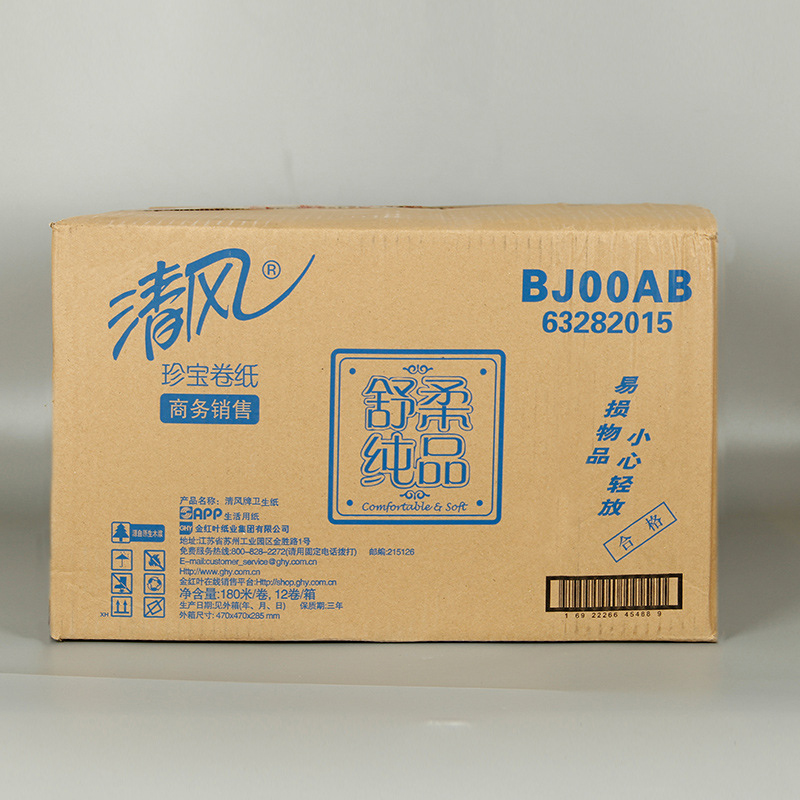 清风®
珍宝卷纸
商务销售
BJ00AB
63282015
舒柔
纯品
Comfortable & Soft
易损物品
小心轻放
合格
产品名称：清风牌卫生纸
APP 生活用纸
GHY 金红叶纸业集团有限公司
地址:江苏省苏州工业园区金胜路1号
免费服务热线:800-828-2272(请用固定电话拨打) 邮编:215126
E-mail:customer_service@ghy.com.cn
金红叶在线销售平台:Http://shop.ghy.com.cn
Http://www.ghy.com.cn
净含量:180米/卷, 12卷/箱
生产日期:见外箱(年、月、日) 保质期:三年
外箱尺寸: 470x470x285 mm
源自原生木浆
XH
1 69 22266 45488 9